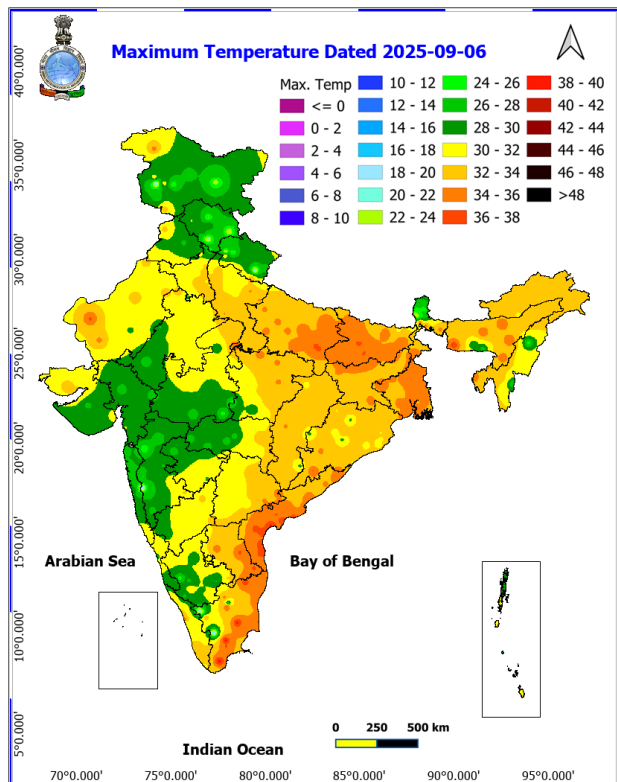 Maximum Temperature Dated 2025-09-06
Max. Temp
<= 0
0 - 2
2 - 4
4 - 6
6 - 8
8 - 10
10 - 12
12 - 14
14 - 16
16 - 18
18 - 20
20 - 22
22 - 24
24 - 26
26 - 28
28 - 30
30 - 32
32 - 34
34 - 36
36 - 38
38 - 40
40 - 42
42 - 44
44 - 46
46 - 48
>48
40°0.000'
35°0.000'
30°0.000'
25°0.000'
20°0.000'
15°0.000'
10°0.000'
5°0.000'
Arabian Sea
Bay of Bengal
Indian Ocean
0 250 500 km
70°0.000' 75°0.000' 80°0.000' 85°0.000' 90°0.000' 95°0.000'